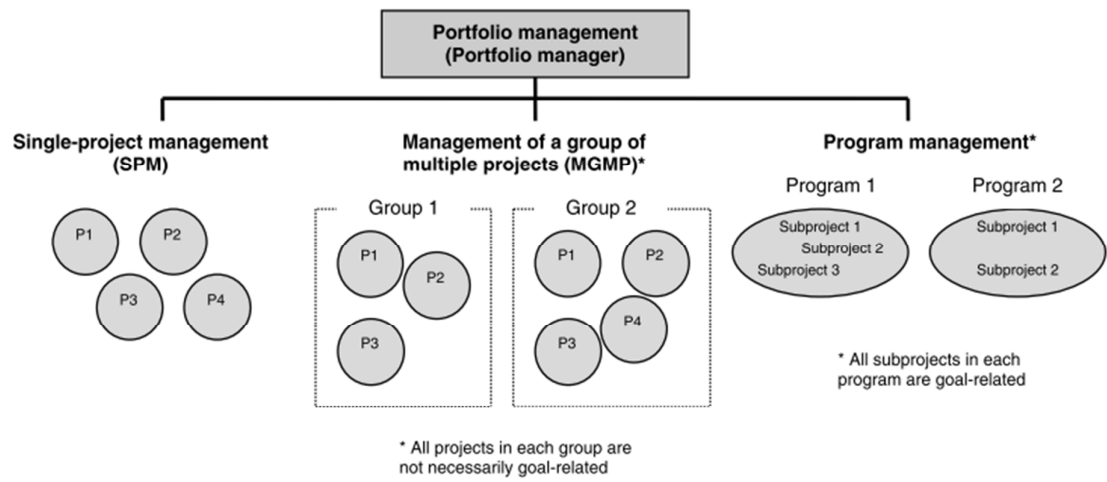 Portfolio management
(Portfolio manager)
Single-project management
(SPM)
P1
P2
P3
P4
Management of a group of
multiple projects (MGMP)*
Group 1
P1
P2
P3
Group 2
P1
P2
P4
P3
* All projects in each group are
not necessarily goal-related
Program management*
Program 1
Subproject 1
Subproject 2
Subproject 3
Program 2
Subproject 1
Subproject 2
* All subprojects in each
program are goal-related